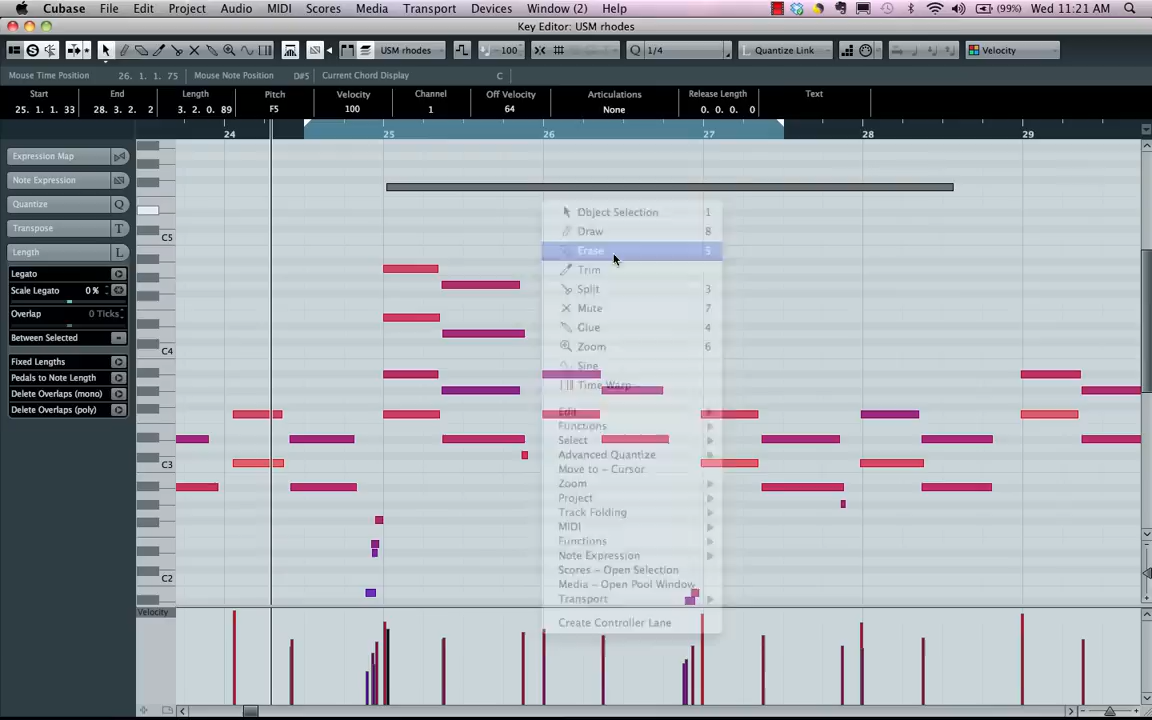 Cubase File Edit Project Audio MIDI Scores Media Transport Devices Window (1) Help (99%) Wed 11:21 AM
Key Editor: USM rhodes
USM rhodes 100 Q 1/4 Quantize Link Velocity
Mouse Time Position 26. 1. 1. 75 Mouse Note Position D#5 Current Chord Display C
Start End Length Pitch Velocity Channel Off Velocity Articulations Release Length Text
25. 1. 1. 33 28. 3. 2. 2 3. 2. 0. 89 F5 100 1 64 None 0. 0. 0. 0
24 25 26 27 28 29
Expression Map
Note Expression
Quantize Q
Transpose T
Length L
Legato
Scale Legato 0 %
Overlap 0 Ticks
Between Selected
Fixed Lengths
Pedals to Note Length
Delete Overlaps (mono)
Delete Overlaps (poly)
C5
C4
C3
C2
Object Selection 1
Draw 8
Erase 5
Trim
Split 3
Mute 7
Glue 4
Zoom 6
Sine
Time Warp
Edit
Functions
Select
Advanced Quantize
Move to – Cursor
Zoom
Project
Track Folding
MIDI
Functions
Note Expression
Scores – Open Selection
Media – Open Pool Window
Transport
Create Controller Lane
Velocity